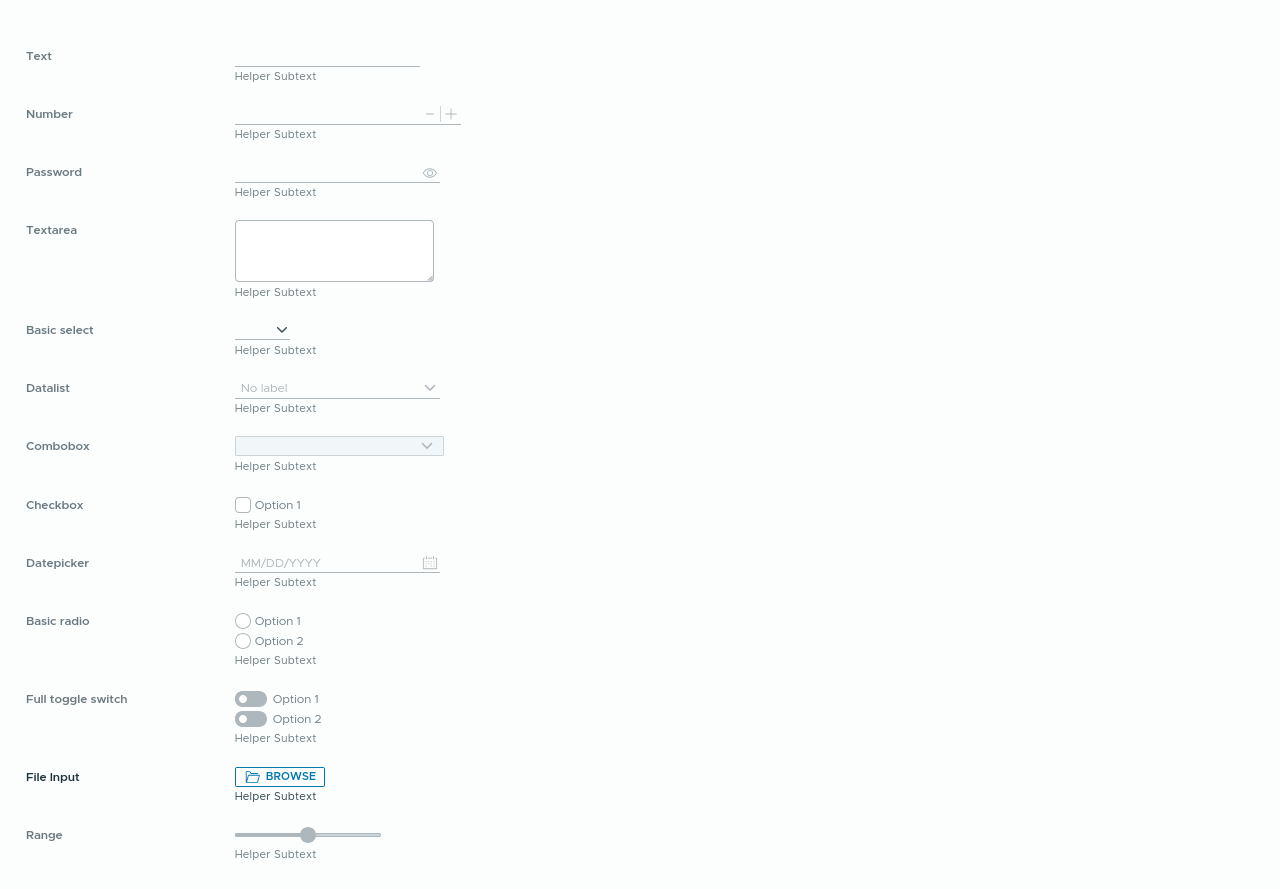 Text
Helper Subtext
Number
Helper Subtext
Password
Helper Subtext
Textarea
Helper Subtext
Basic select
Helper Subtext
Datalist No label
Helper Subtext
Combobox
Helper Subtext
Checkbox Option 1
Helper Subtext
Datepicker MM/DD/YYYY
Helper Subtext
Basic radio Option 1
Option 2
Helper Subtext
Full toggle switch Option 1
Option 2
Helper Subtext
File Input BROWSE
Helper Subtext
Range
Helper Subtext